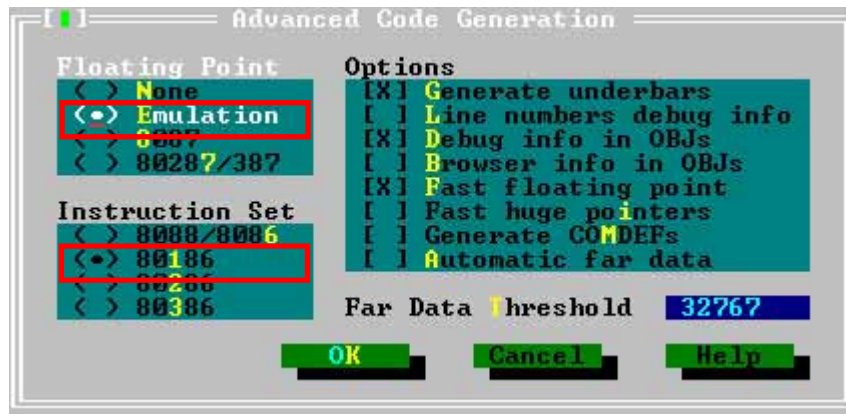 [▮] Advanced Code Generation
Floating Point
( ) None
(•) Emulation
( ) 8087
( ) 80287/387
Instruction Set
( ) 8088/8086
(•) 80186
( ) 80286
( ) 80386
Options
[X] Generate underbars
[ ] Line numbers debug info
[X] Debug info in OBJs
[ ] Browser info in OBJs
[X] Fast floating point
[ ] Fast huge pointers
[ ] Generate COMDEFs
[ ] Automatic far data
Far Data Threshold 32767
OK Cancel Help